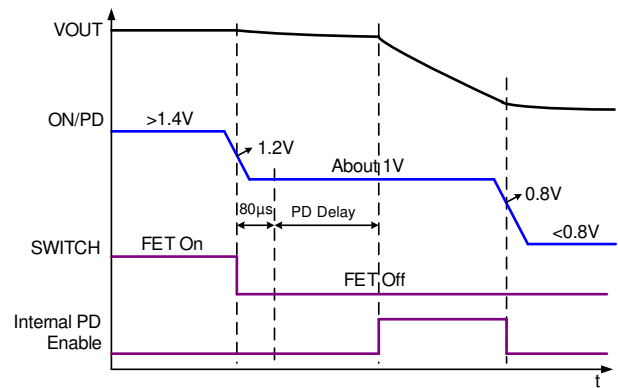 VOUT
ON/PD
>1.4V
1.2V
About 1V
0.8V
80µs
PD Delay
<0.8V
SWITCH
FET On
FET Off
Internal PD
Enable
t